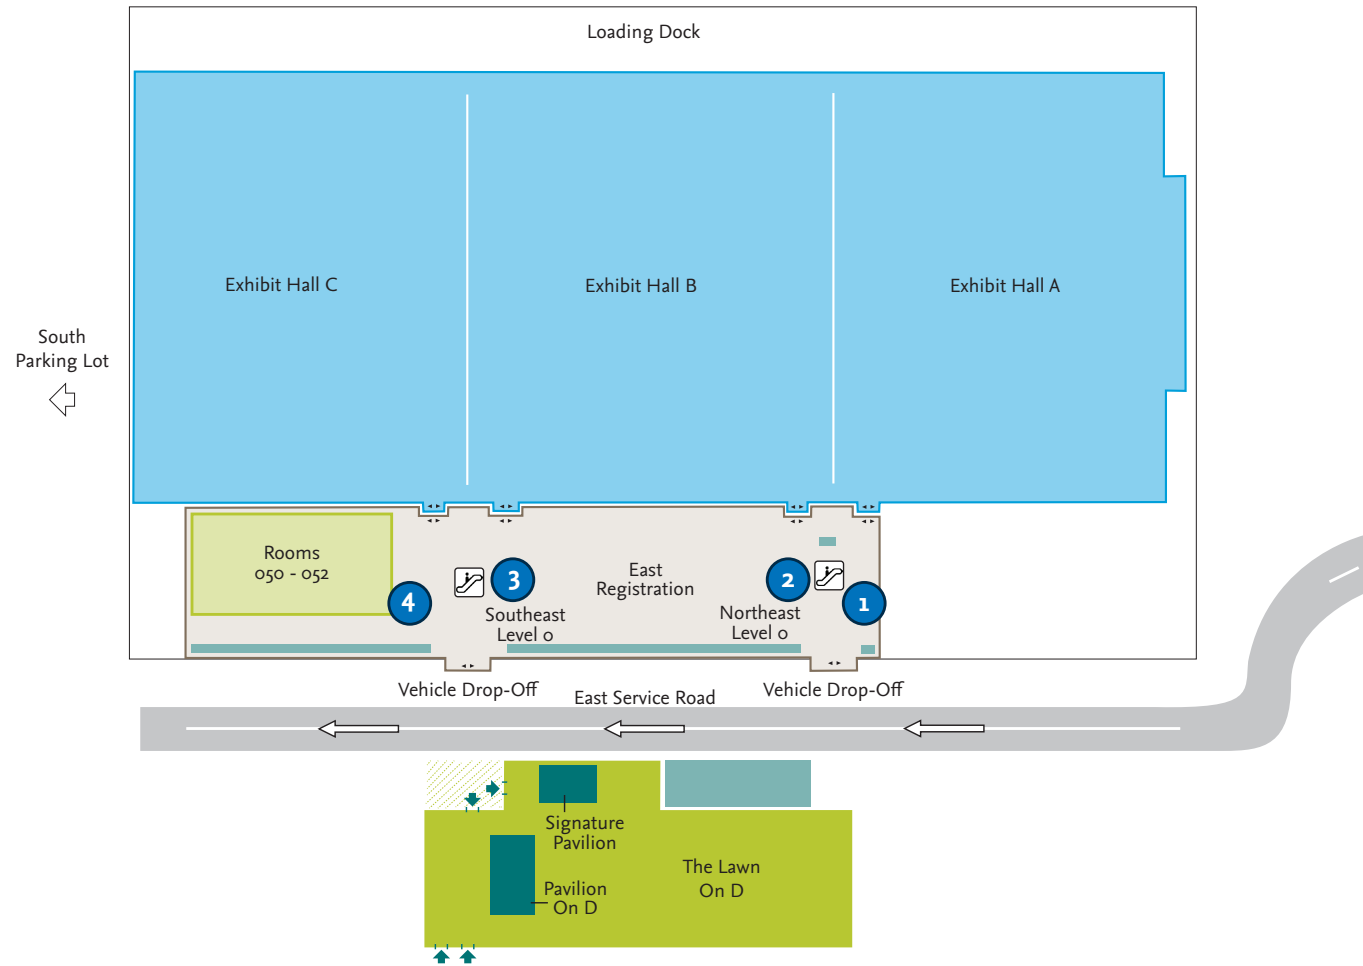 Loading Dock
Exhibit Hall C
Exhibit Hall B
Exhibit Hall A
South
Parking Lot
Rooms
050 - 052
4
3
Southeast
Level 0
East
Registration
2
Northeast
Level 0
1
Vehicle Drop-Off
East Service Road
Vehicle Drop-Off
Signature
Pavilion
Pavilion
On D
The Lawn
On D